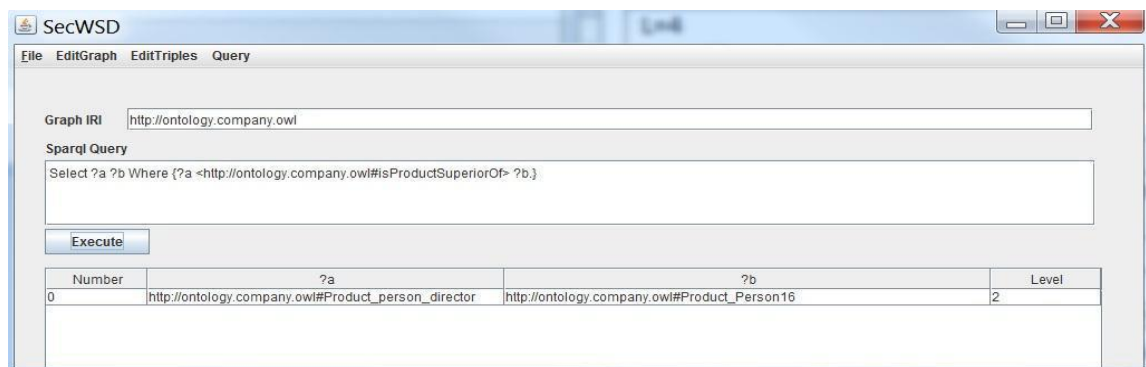 SecWSD
File EditGraph EditTriples Query
Graph IRI http://ontology.company.owl
Sparql Query
Select ?a ?b Where {?a <http://ontology.company.owl#isProductSuperiorOf> ?b.}
Execute
Number ?a ?b Level
0 http://ontology.company.owl#Product_person_director http://ontology.company.owl#Product_Person16 2